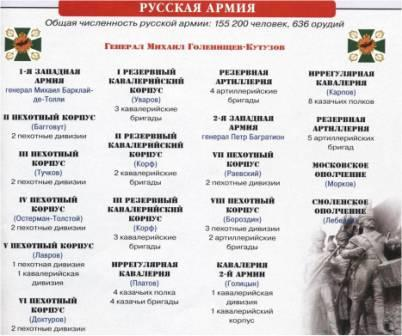 РУССКАЯ АРМИЯ
Общая численность русской армии: 155 200 человек, 636 орудий
Генерал Михаил Голенищев-Кутузов
1-Я ЗАПАДНАЯ
АРМИЯ
генерал Михаил Барклай-
де-Толли
II ПЕХОТНЫЙ КОРПУС
(Багговут)
2 пехотные дивизии
III ПЕХОТНЫЙ
КОРПУС
(Тучков)
2 пехотные дивизии
IV ПЕХОТНЫЙ
КОРПУС
(Остерман-Толстой)
2 пехотные дивизии
V ПЕХОТНЫЙ КОРПУС
(Лавров)
1 пехотная дивизия
1 кавалерийская
дивизия
VI ПЕХОТНЫЙ
КОРПУС
(Дохтуров)
2 пехотные дивизии
I РЕЗЕРВНЫЙ
КАВАЛЕРИЙСКИЙ
КОРПУС
(Уваров)
3 кавалерийские
бригады
II РЕЗЕРВНЫЙ
КАВАЛЕРИЙСКИЙ
КОРПУС
(Корф)
2 кавалерийские
бригады
III РЕЗЕРВНЫЙ
КАВАЛЕРИЙСКИЙ
КОРПУС
(Корф)
3 кавалерийские
бригады
ИРРЕГУЛЯРНАЯ
КАВАЛЕРИЯ
(Платов)
4 казачьих полка
4 казачьи бригады
РЕЗЕРВНАЯ
АРТИЛЛЕРИЯ
4 артиллерийские
бригады
2-Я ЗАПАДНАЯ
АРМИЯ
генерал Петр Багратион
VII ПЕХОТНЫЙ
КОРПУС
(Раевский)
2 пехотные дивизии
VIII ПЕХОТНЫЙ
КОРПУС
(Бороздин)
3 пехотные дивизии
2 артиллерийские
бригады
КАВАЛЕРИЯ
2-Й АРМИИ
(Голицын)
1 кавалерийская
дивизия
1 кавалерийский
корпус
ИРРЕГУЛЯРНАЯ
КАВАЛЕРИЯ
(Карпов)
8 казачьих полков
РЕЗЕРВНАЯ
АРТИЛЛЕРИЯ
5 артиллерийских
бригад
МОСКОВСКОЕ
ОПОЛЧЕНИЕ
(Морков)
СМОЛЕНСКОЕ
ОПОЛЧЕНИЕ